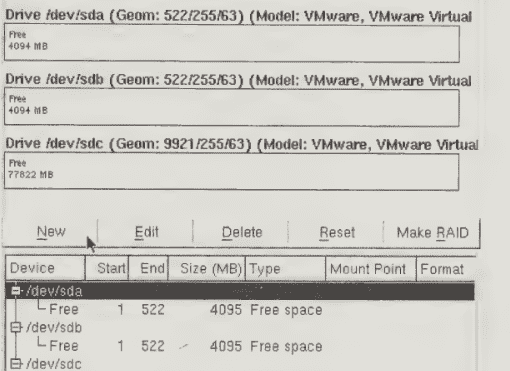 Drive /dev/sda (Geom: 522/255/63) (Model: VMware, VMware Virtual
Free
4094 MB
Drive /dev/sdb (Geom: 522/255/63) (Model: VMware, VMware Virtual
Free
4094 MB
Drive /dev/sdc (Geom: 9921/255/63) (Model: VMware, VMware Virtual
Free
77822 MB
New Edit Delete Reset Make RAID
Device Start End Size (MB) Type Mount Point Format
/dev/sda
Free 1 522 4095 Free space
/dev/sdb
Free 1 522 4095 Free space
/dev/sdc